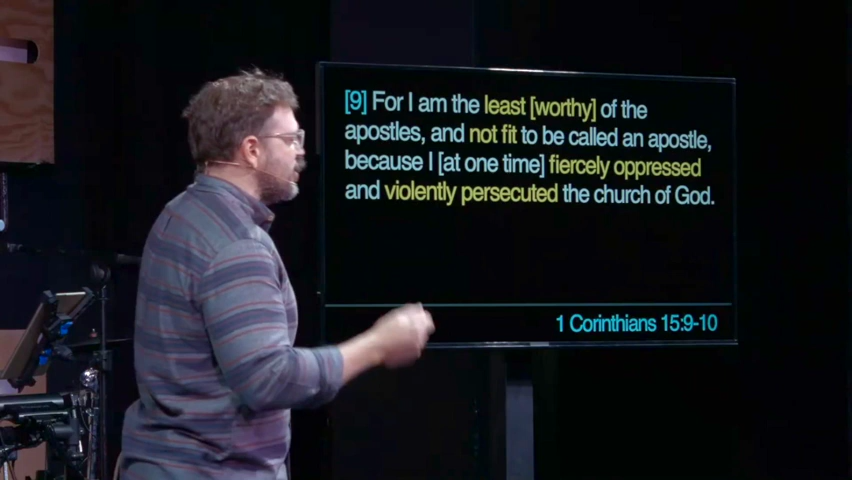 [9] For I am the least [worthy] of the
apostles, and not fit to be called an apostle,
because I [at one time] fiercely oppressed
and violently persecuted the church of God.
1 Corinthians 15:9-10